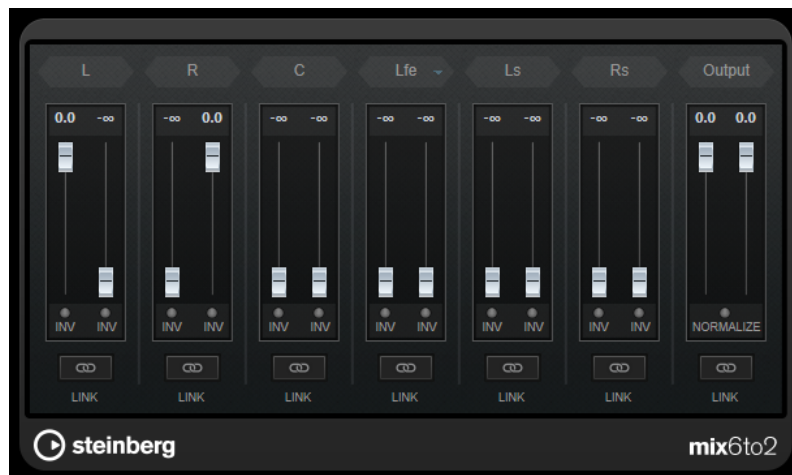 L R C Lfe Ls Rs Output
0.0 -∞ -∞ 0.0 -∞ -∞ -∞ -∞ -∞ -∞ -∞ -∞ 0.0 0.0
INV INV INV INV INV INV INV INV INV INV INV INV NORMALIZE
LINK LINK LINK LINK LINK LINK LINK
steinberg mix6to2